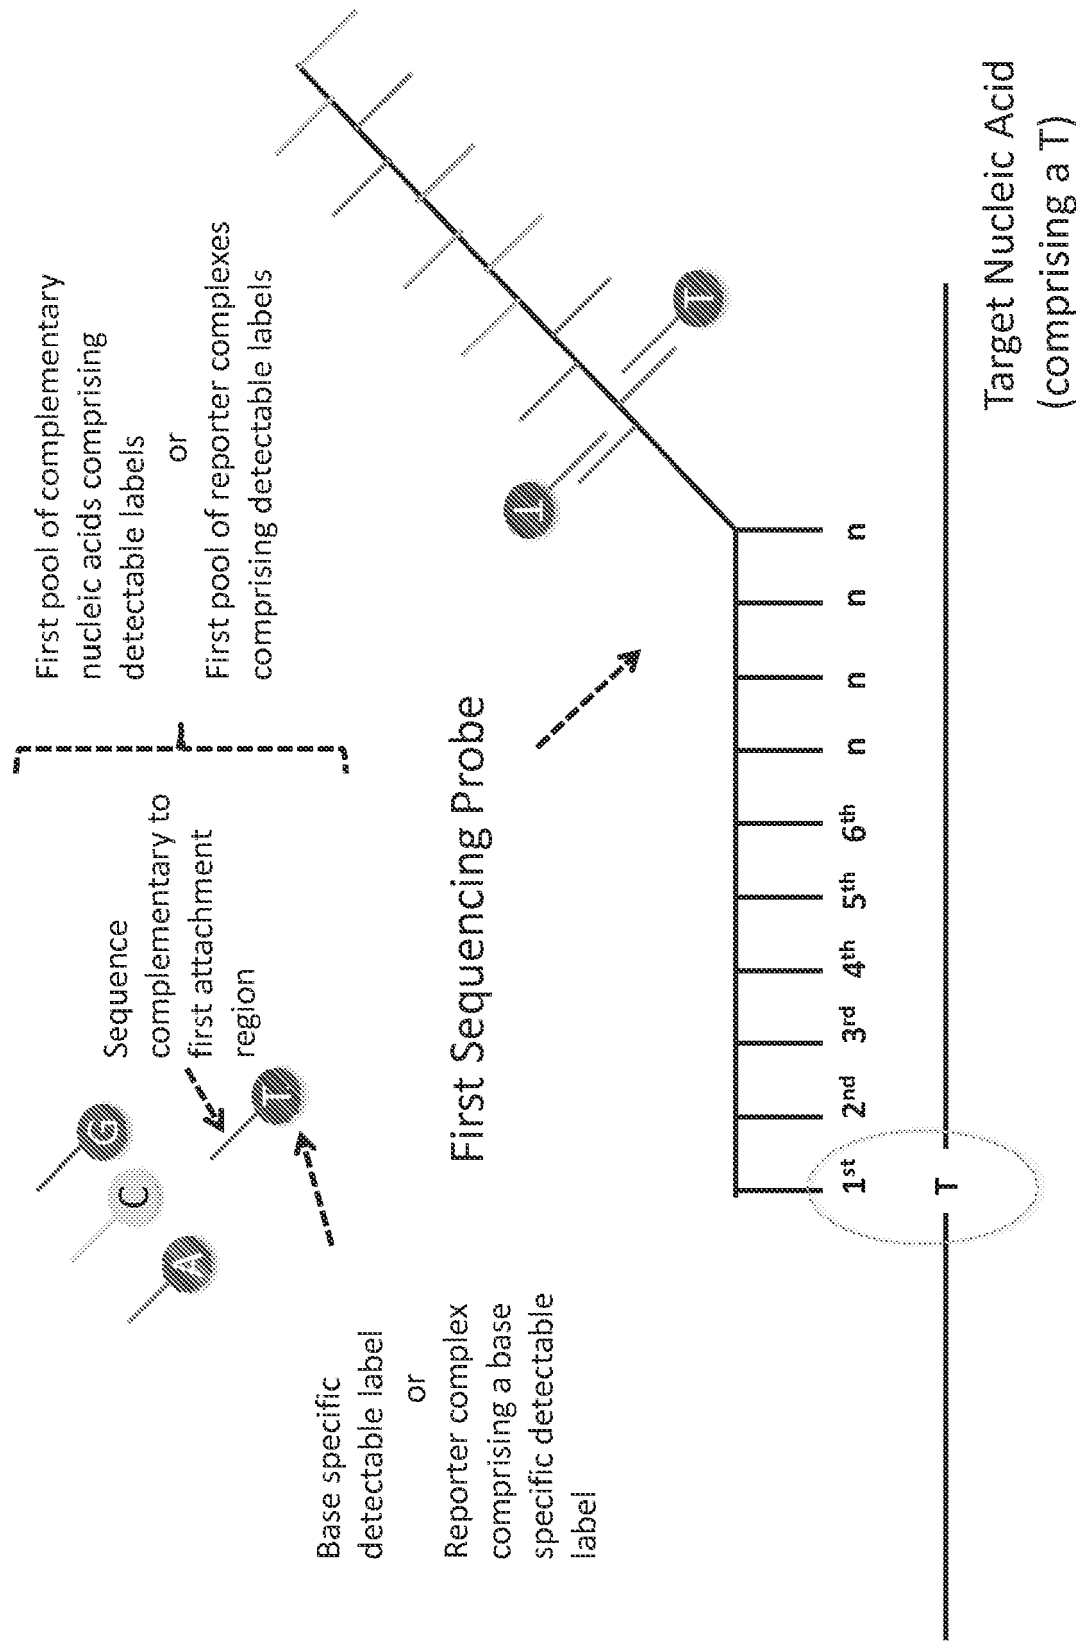 First pool of complementary
nucleic acids comprising
detectable labels
or
First pool of reporter complexes
comprising detectable labels
Sequence
complementary to
first attachment
region
G
C
A
T
Base specific
detectable label
or
Reporter complex
comprising a base
specific detectable
label
First Sequencing Probe
T
T
1st 2nd 3rd 4th 5th 6th n n n n
T
Target Nucleic Acid
(comprising a T)